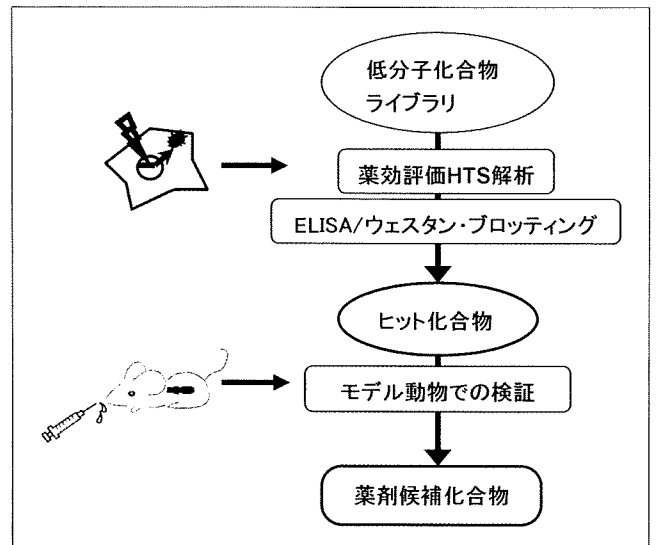 低分子化合物
ライブラリ
薬効評価HTS解析
ELISA/ウェスタン・ブロッティング
ヒット化合物
モデル動物での検証
薬剤候補化合物